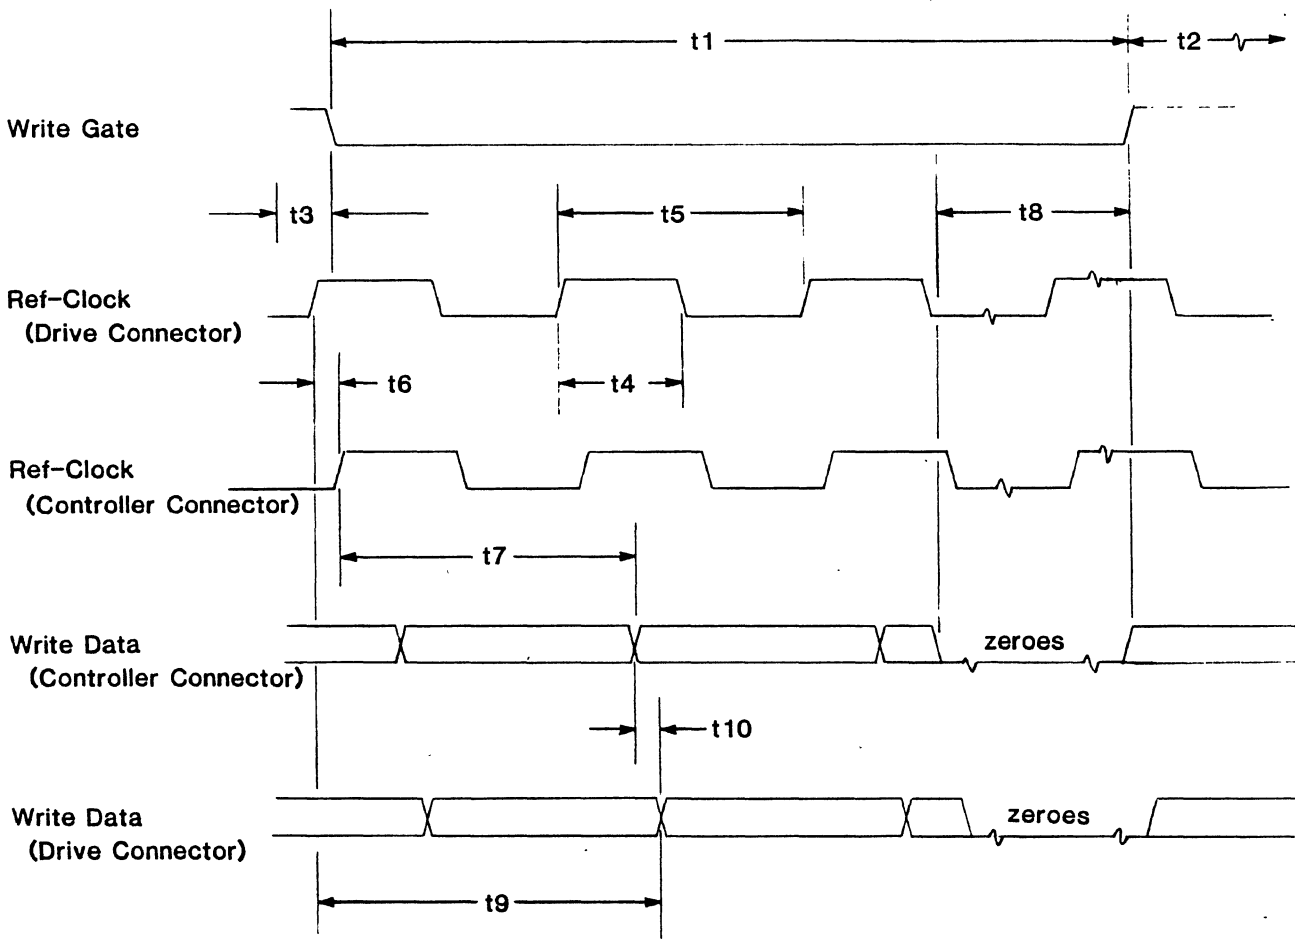 t1
t2
Write Gate
t3
t5
t8
Ref-Clock
(Drive Connector)
t6
t4
Ref-Clock
(Controller Connector)
t7
Write Data
(Controller Connector)
zeroes
t10
Write Data
(Drive Connector)
zeroes
t9